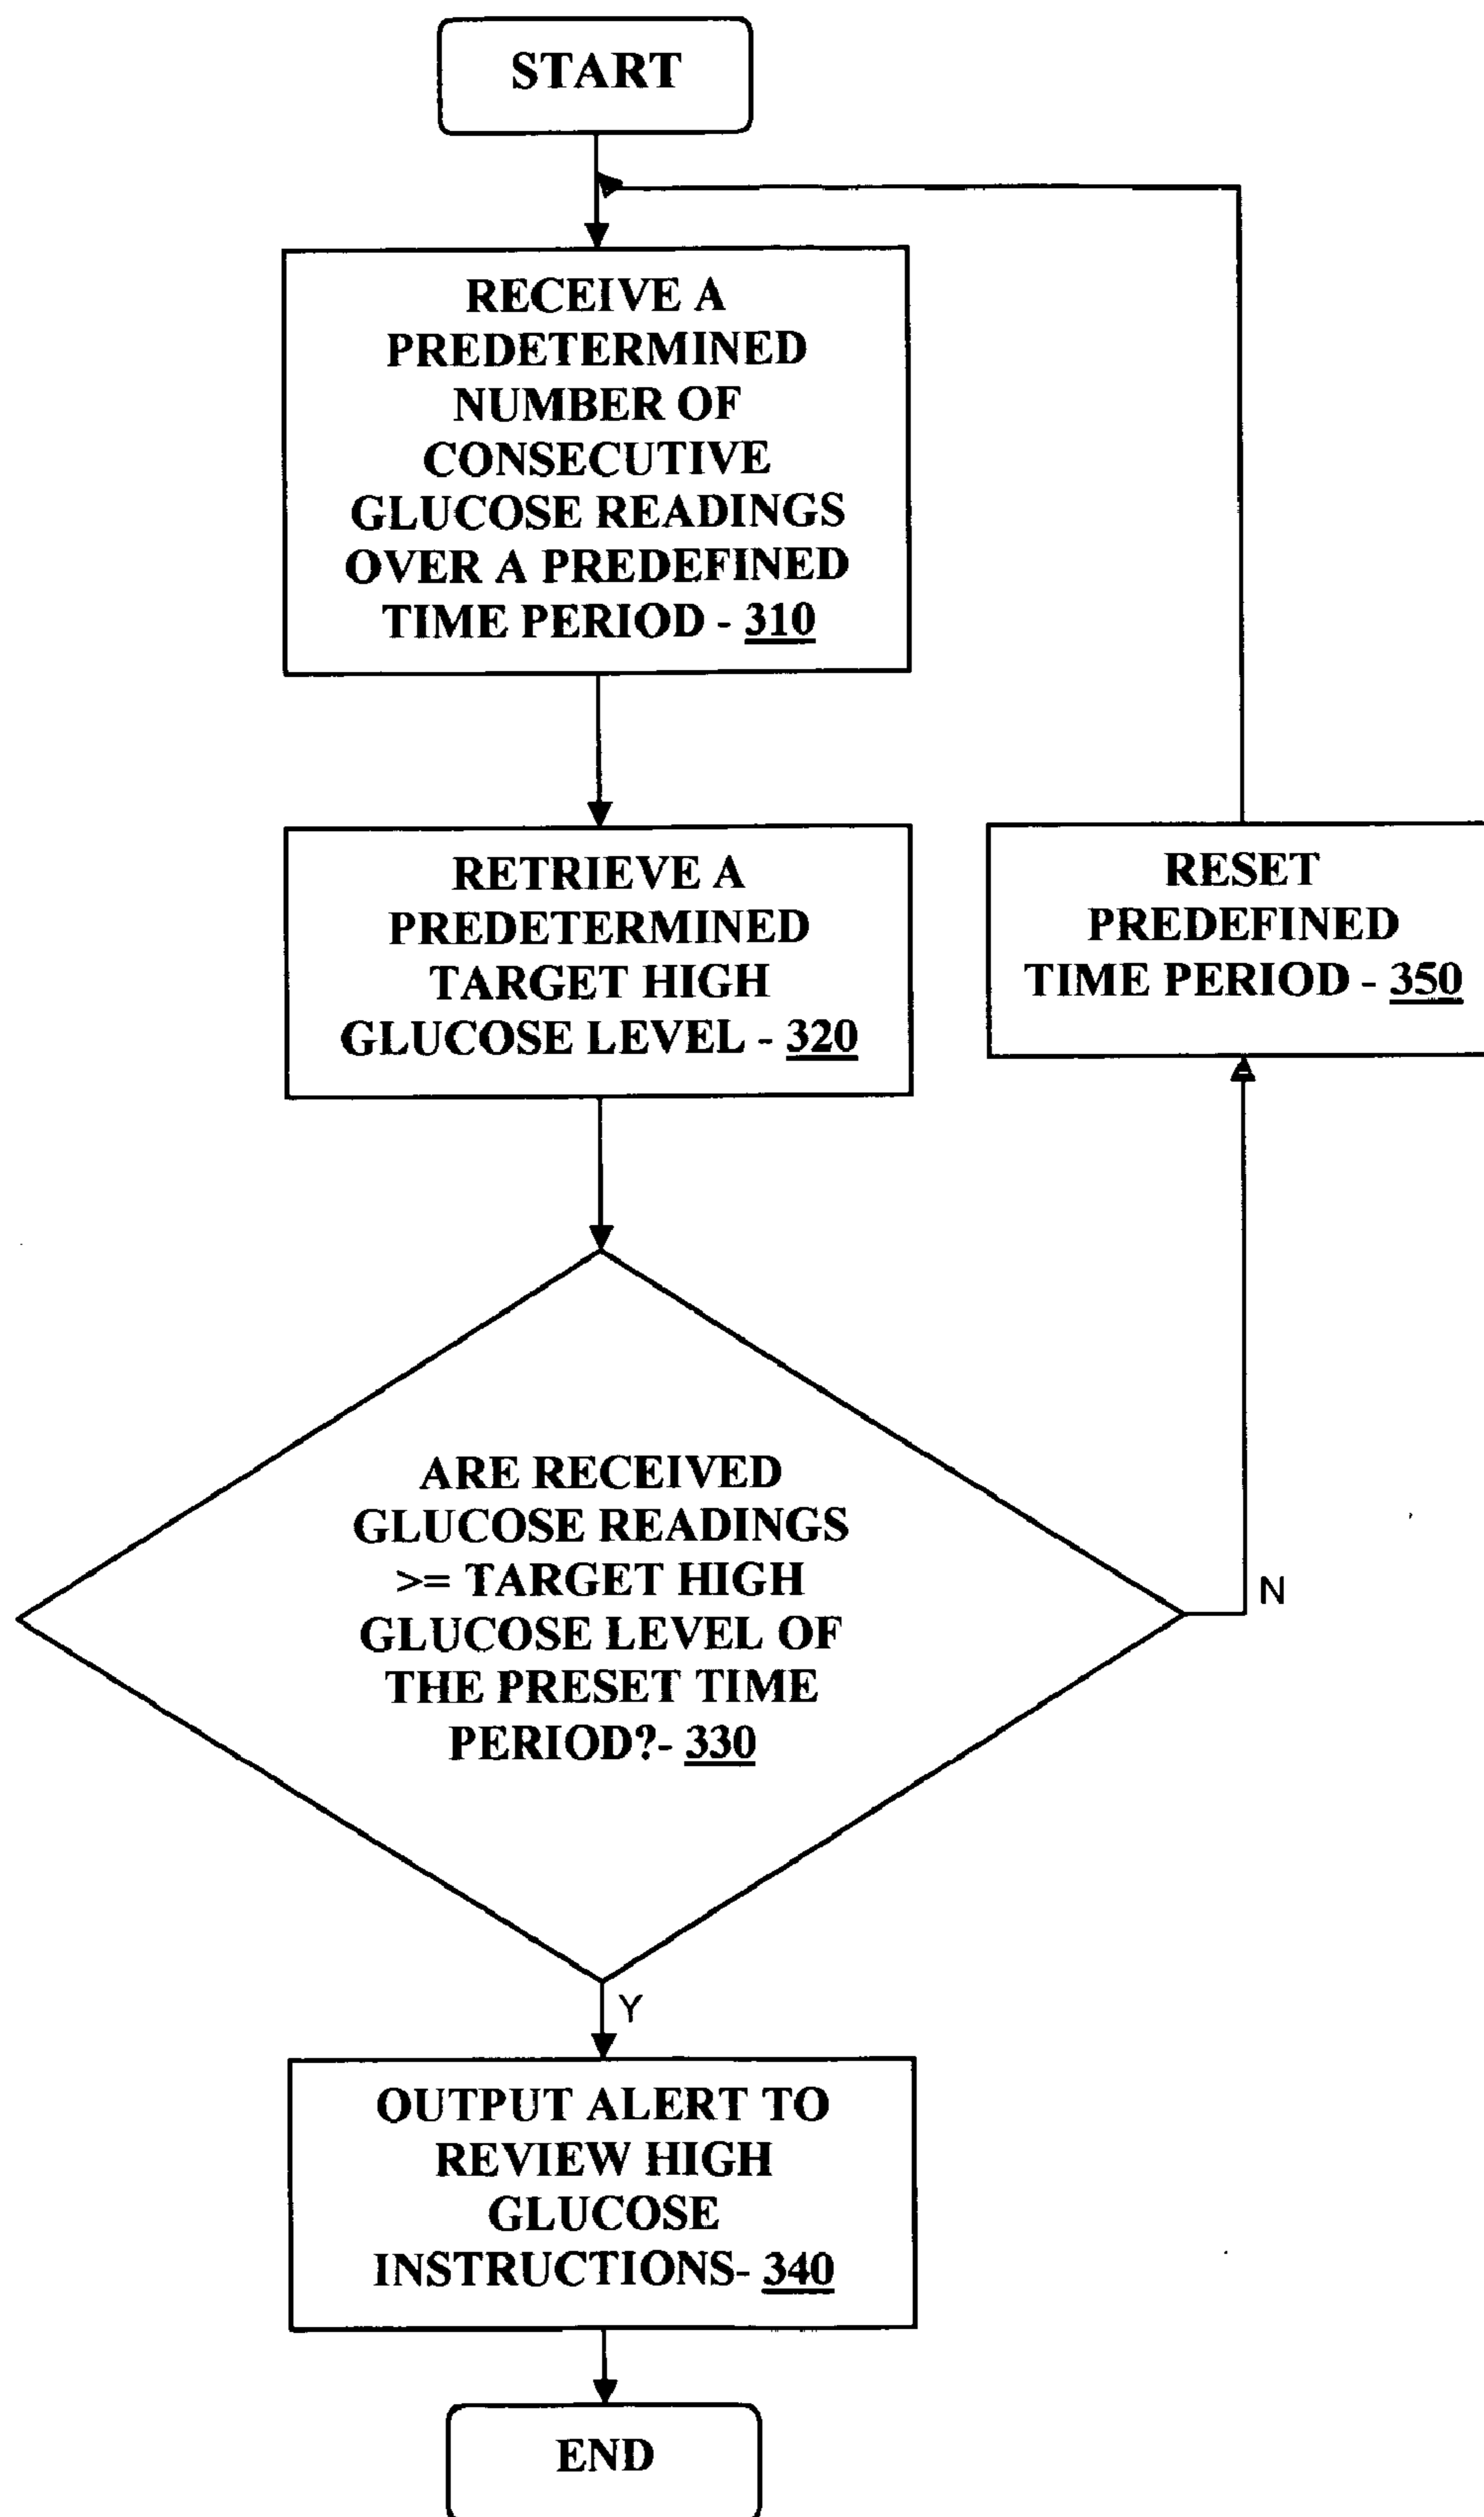 START
RECEIVE A
PREDETERMINED
NUMBER OF
CONSECUTIVE
GLUCOSE READINGS
OVER A PREDEFINED
TIME PERIOD - 310
RETRIEVE A
PREDETERMINED
TARGET HIGH
GLUCOSE LEVEL - 320
RESET
PREDEFINED
TIME PERIOD - 350
ARE RECEIVED
GLUCOSE READINGS
>= TARGET HIGH
GLUCOSE LEVEL OF
THE PRESET TIME
PERIOD?- 330
N
Y
OUTPUT ALERT TO
REVIEW HIGH
GLUCOSE
INSTRUCTIONS- 340
END